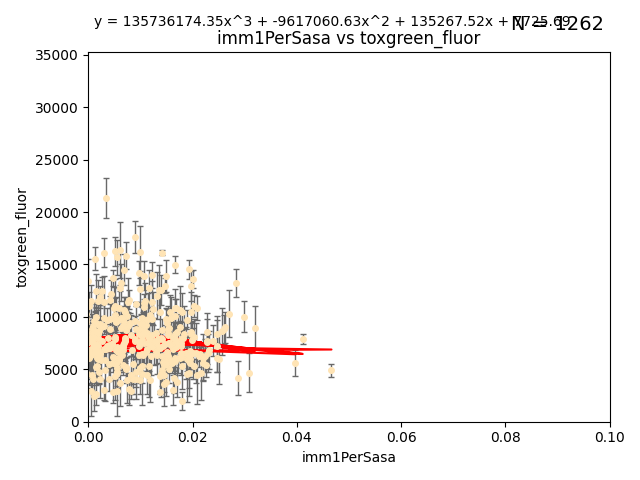 y = 135736174.35x^3 + -9617060.63x^2 + 135267.52x + 7725.69
N = 1262
imm1PerSasa vs toxgreen_fluor
35000
30000
25000
20000
15000
10000
5000
0
toxgreen_fluor
0.00
0.02
0.04
0.06
0.08
0.10
imm1PerSasa